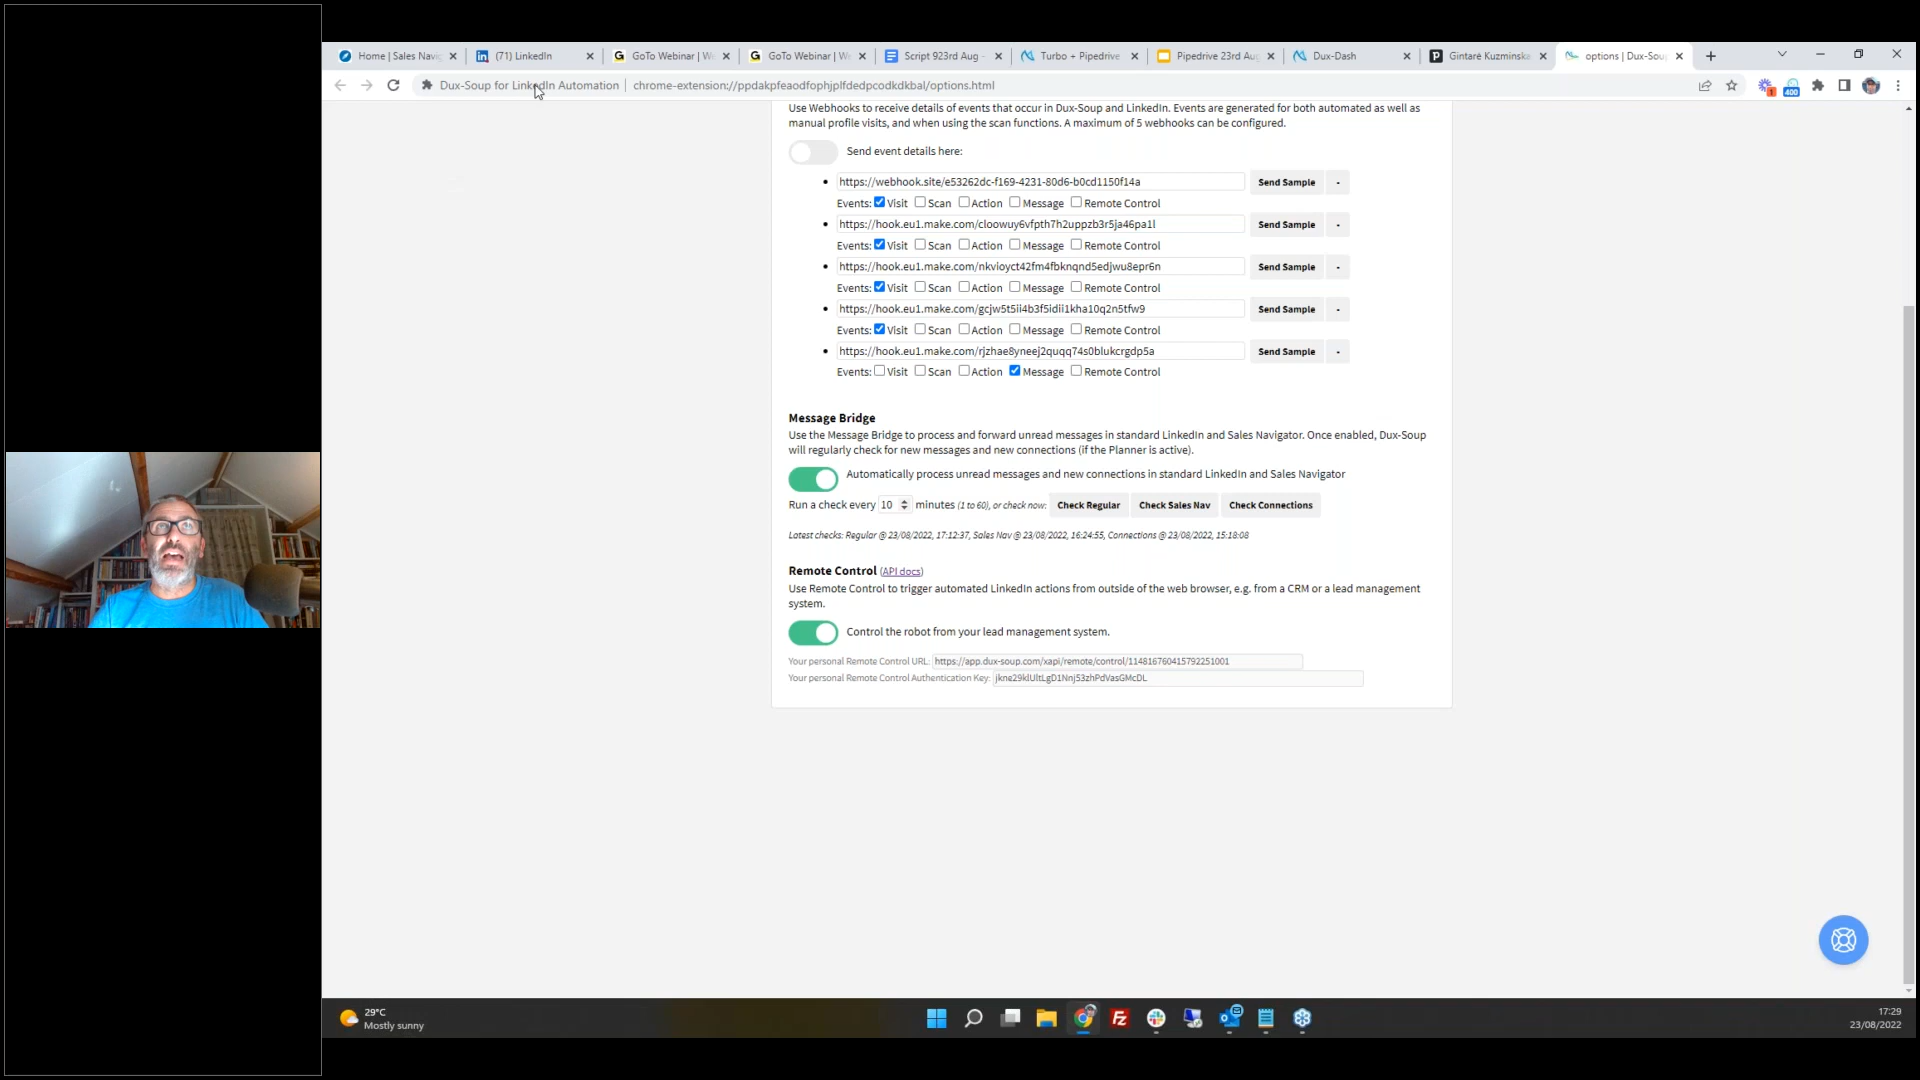 Home | Sales Navig
(71) LinkedIn
GoTo Webinar | W
GoTo Webinar | W
Script 923rd Aug -
Turbo + Pipedrive
Pipedrive 23rd Aug
Dux-Dash
Gintarė Kuzminska
options | Dux-Soup
Dux-Soup for LinkedIn Automation | chrome-extension://ppdakpfeaodfophjplfdedpcodkdkbal/options.html
400
Use Webhooks to receive details of events that occur in Dux-Soup and LinkedIn. Events are generated for both automated as well as
manual profile visits, and when using the scan functions. A maximum of 5 webhooks can be configured.
Send event details here:
https://webhook.site/e53262dc-f169-4231-80d6-b0cd1150f14a Send Sample -
Events: Visit Scan Action Message Remote Control
https://hook.eu1.make.com/cloowuy6vfpth7h2uppzb3r5ja46pa1l Send Sample -
Events: Visit Scan Action Message Remote Control
https://hook.eu1.make.com/nkvioyct42fm4fbknqnd5edjwu8epr6n Send Sample -
Events: Visit Scan Action Message Remote Control
https://hook.eu1.make.com/gcjw5t5ii4b3f5idii1kha10q2n5tfw9 Send Sample -
Events: Visit Scan Action Message Remote Control
https://hook.eu1.make.com/rjzhae8yneej2quqq74s0blukcrgdp5a Send Sample -
Events: Visit Scan Action Message Remote Control
Message Bridge
Use the Message Bridge to process and forward unread messages in standard LinkedIn and Sales Navigator. Once enabled, Dux-Soup
will regularly check for new messages and new connections (if the Planner is active).
Automatically process unread messages and new connections in standard LinkedIn and Sales Navigator
Run a check every 10 minutes (1 to 60), or check now: Check Regular Check Sales Nav Check Connections
Latest checks: Regular @ 23/08/2022, 17:12:37, Sales Nav @ 23/08/2022, 16:24:55, Connections @ 23/08/2022, 15:18:08
Remote Control (API docs)
Use Remote Control to trigger automated LinkedIn actions from outside of the web browser, e.g. from a CRM or a lead management
system.
Control the robot from your lead management system.
Your personal Remote Control URL: https://app.dux-soup.com/xapi/remote/control/114816760415792251001
Your personal Remote Control Authentication Key: jkne29klUltLgD1Nnj53zhPdVasGMcDL
29°C
Mostly sunny
17:29
23/08/2022